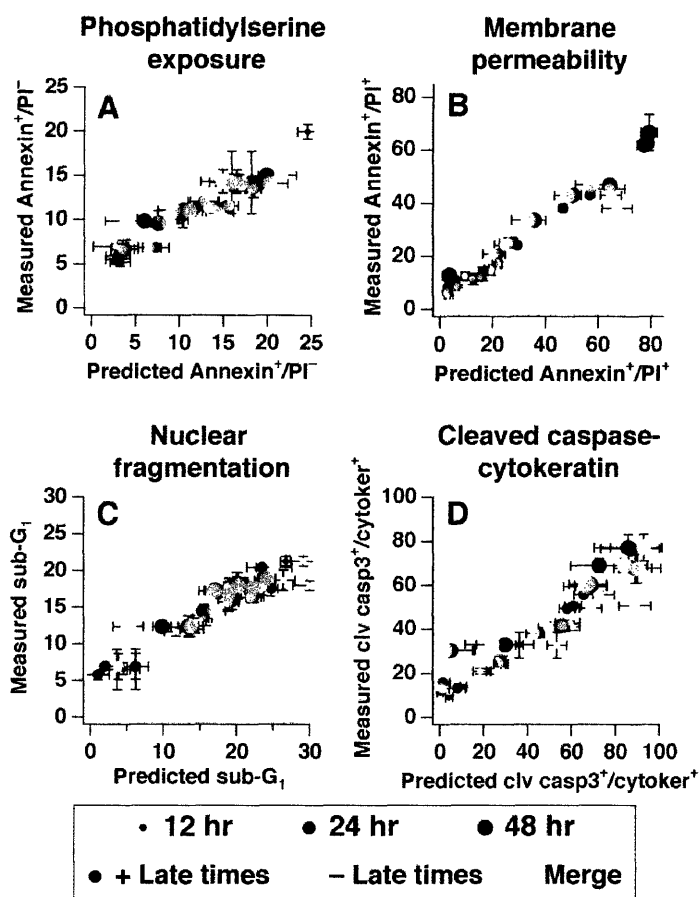 Phosphatidylserine
exposure
A
Measured Annexin⁺/PI⁻
20
15
10
5
0
0 5 10 15 20 25
Predicted Annexin⁺/PI⁻
Membrane
permeability
B
Measured Annexin⁺/PI⁺
80
60
40
20
0
0 20 40 60 80
Predicted Annexin⁺/PI⁺
Nuclear
fragmentation
C
Measured sub-G₁
30
25
20
15
10
5
0
0 5 10 15 20 25 30
Predicted sub-G₁
Cleaved caspase-
cytokeratin
D
Measured clv casp3⁺/cytoker⁺
100
80
60
40
20
0
0 20 40 60 80 100
Predicted clv casp3⁺/cytoker⁺
12 hr 24 hr 48 hr
+ Late times – Late times Merge